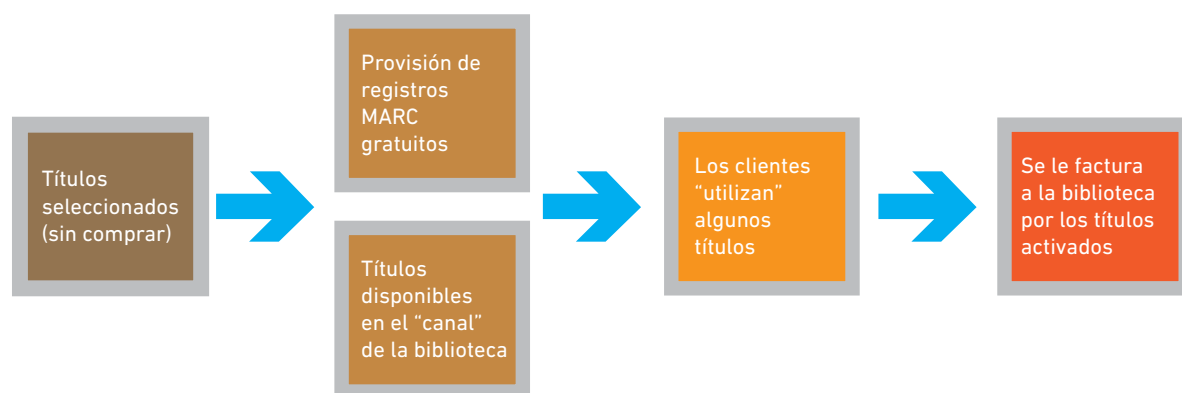 Títulos
seleccionados
(sin comprar)
Provisión de
registros
MARC
gratuitos
Títulos
disponibles
en el “canal”
de la biblioteca
Los clientes
“utilizan”
algunos
títulos
Se le factura
a la biblioteca
por los títulos
activados